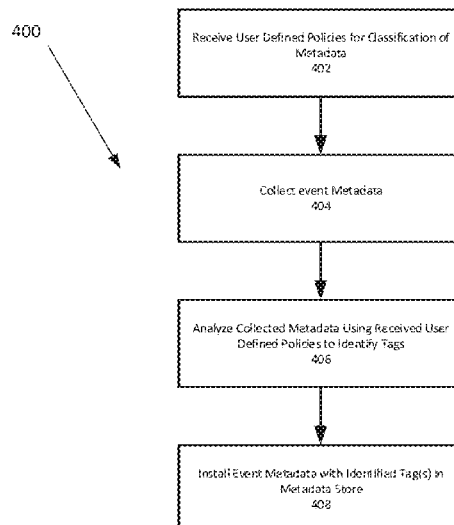 400
Receive User Defined Policies for Classification of
Metadata
402
Collect event Metadata
404
Analyze Collected Metadata Using Received User
Defined Policies to Identify Tags
406
Install Event Metadata with Identified Tag(s) in
Metadata Store
408